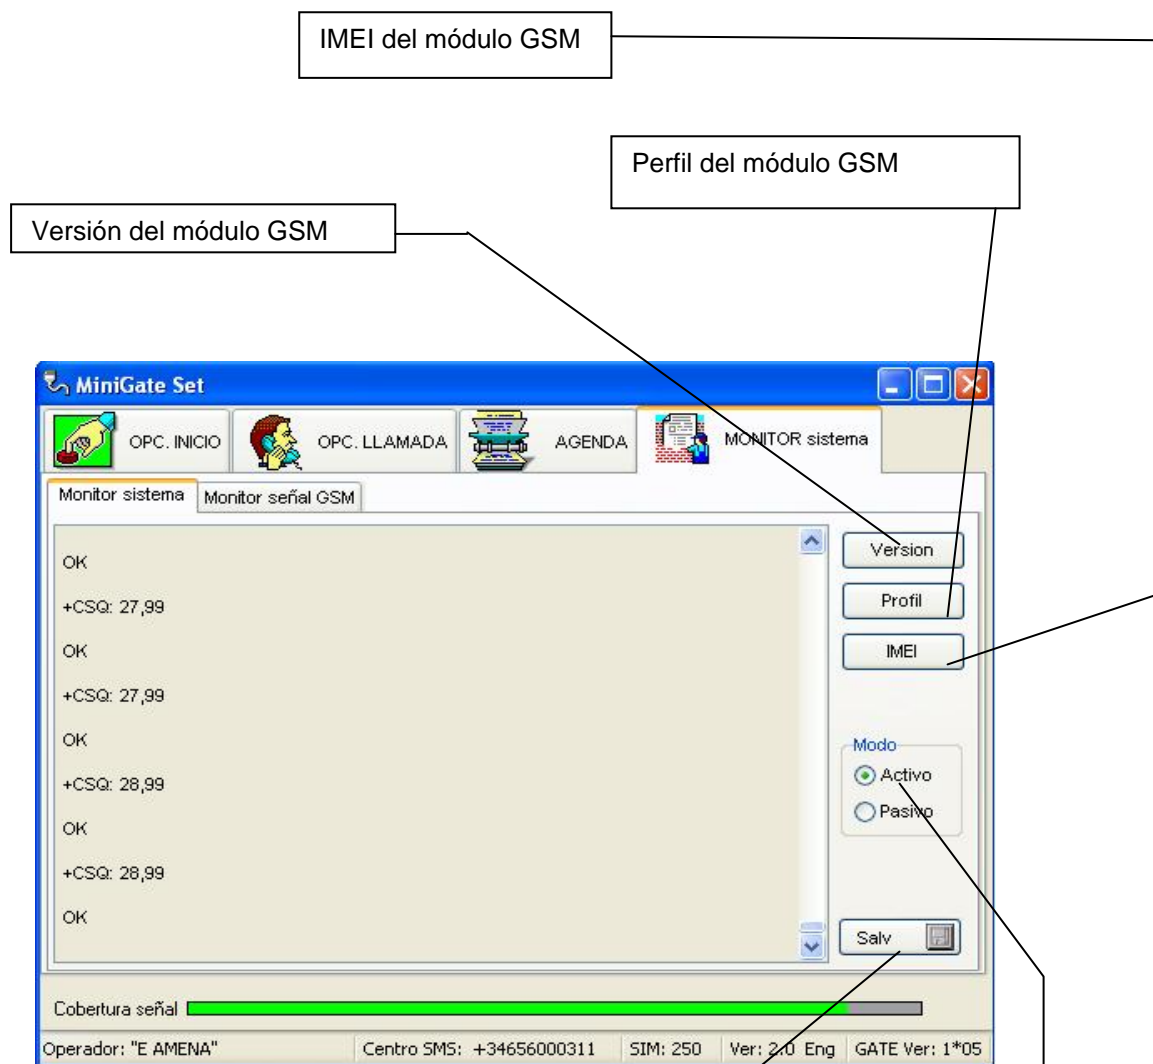 IMEI del módulo GSM
Perfil del módulo GSM
Versión del módulo GSM
MiniGate Set
OPC. INICIO
OPC. LLAMADA
AGENDA
MONITOR sistema
Monitor sistema
Monitor señal GSM
OK
+CSQ: 27,99
OK
+CSQ: 27,99
OK
+CSQ: 28,99
OK
+CSQ: 28,99
OK
Version
Profil
IMEI
Modo
Activo
Pasivo
Salv
Cobertura señal
Operador: "E AMENA"
Centro SMS: +34656000311
SIM: 250
Ver: 2.0 Eng
GATE Ver: 1*05